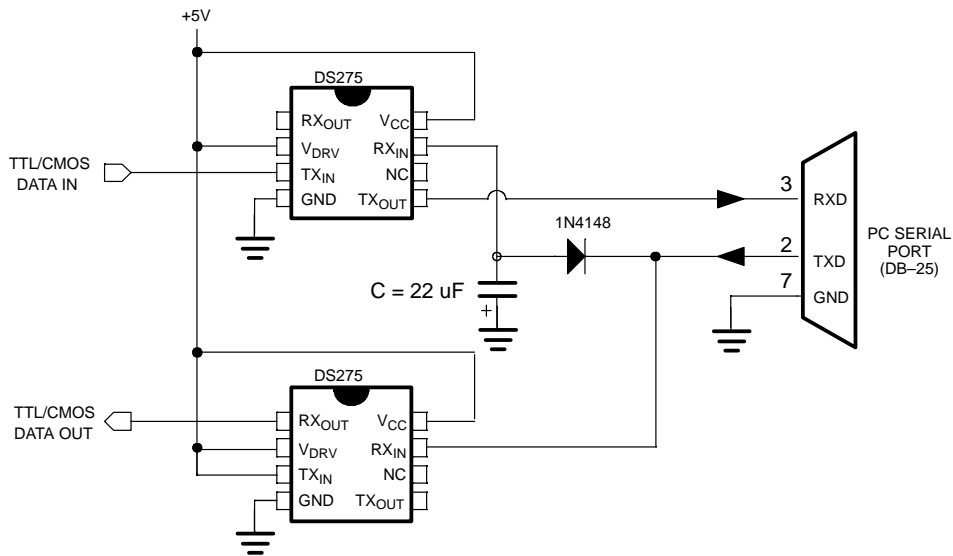 +5V
DS275
RXOUT
VDRV
TXIN
GND
VCC
RXIN
NC
TXOUT
TTL/CMOS
DATA IN
1N4148
C = 22 uF
+
3
2
7
RXD
TXD
GND
PC SERIAL
PORT
(DB–25)
DS275
RXOUT
VDRV
TXIN
GND
VCC
RXIN
NC
TXOUT
TTL/CMOS
DATA OUT